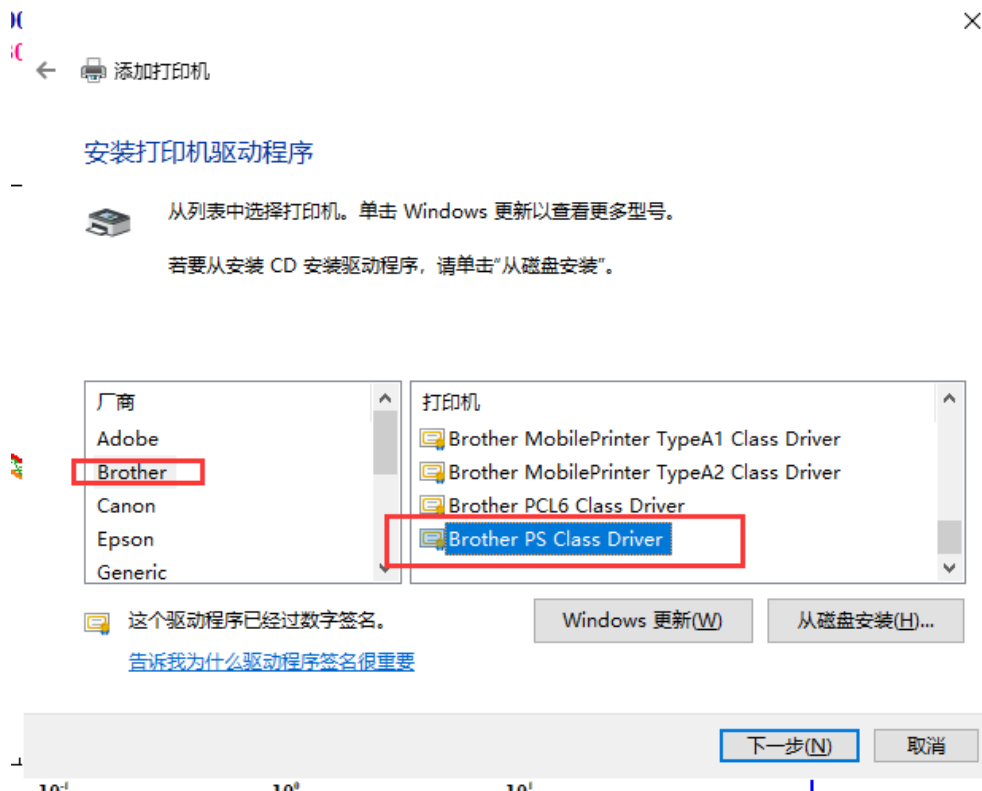 添加打印机
安装打印机驱动程序
从列表中选择打印机。单击 Windows 更新以查看更多型号。
若要从安装 CD 安装驱动程序，请单击“从磁盘安装”。
厂商
Adobe
Brother
Canon
Epson
Generic
打印机
Brother MobilePrinter TypeA1 Class Driver
Brother MobilePrinter TypeA2 Class Driver
Brother PCL6 Class Driver
Brother PS Class Driver
这个驱动程序已经过数字签名。
告诉我为什么驱动程序签名很重要
Windows 更新(W)
从磁盘安装(H)...
下一步(N)
取消
10⁰
10¹